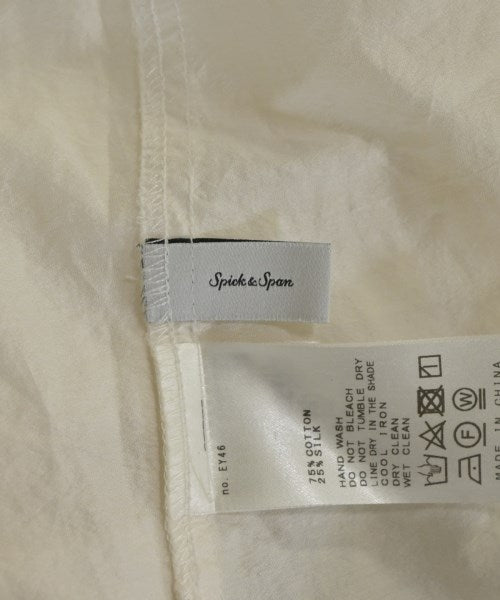 Spick & Span
75% COTTON
25% SILK
HAND WASH
DO NOT BLEACH
DO NOT TUMBLE DRY
LINE DRY IN THE SHADE
COOL IRON
DRY CLEAN
WET CLEAN
W
F
MADE IN CHINA
no. EY46